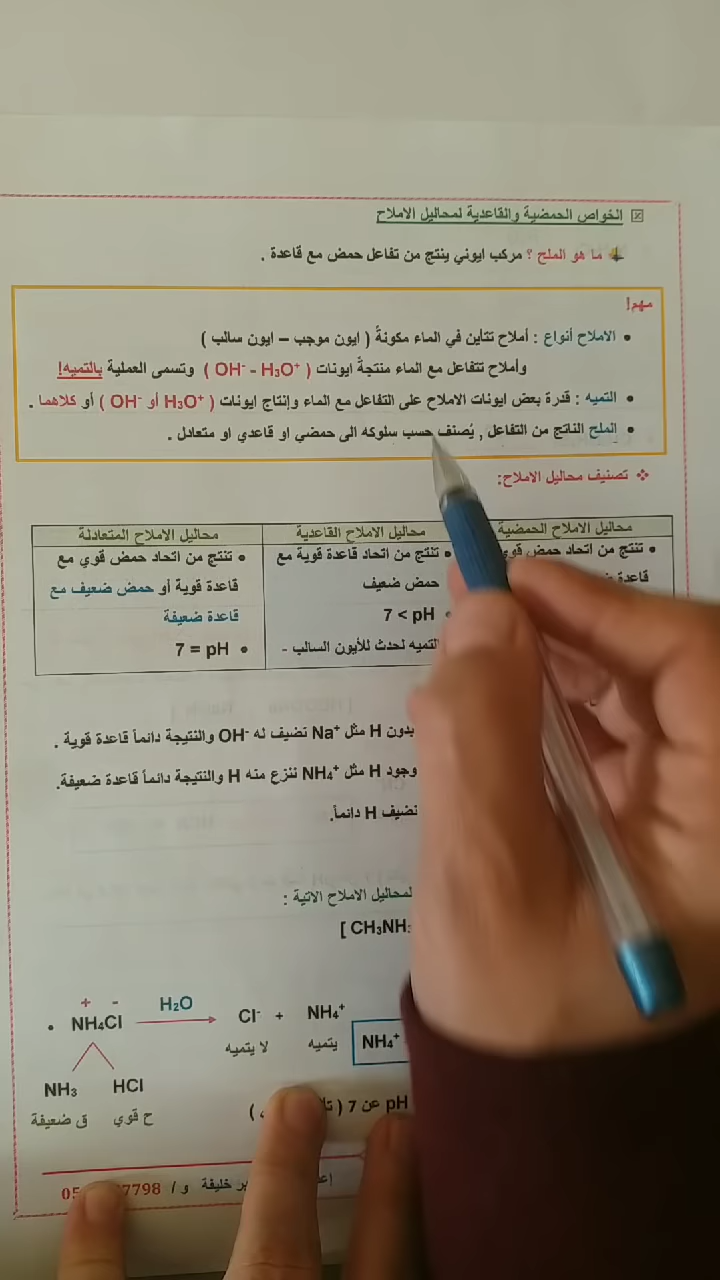 الخواص الحمضية والقاعدية لمحاليل الاملاح
ما هو الملح ؟ مركب ايوني ينتج من تفاعل حمض مع قاعدة .
مهم!
• الاملاح أنواع : أملاح تتأين في الماء مكونةً ( ايون موجب – ايون سالب )
وأملاح تتفاعل مع الماء منتجةً ايونات ( OH⁻ - H₃O⁺ ) وتسمى العملية بالتميه!
• التميه : قدرة بعض ايونات الاملاح على التفاعل مع الماء وإنتاج ايونات ( H₃O⁺ أو OH⁻ ) أو كلاهما .
• الملح الناتج من التفاعل , يُصنف حسب سلوكه الى حمضي او قاعدي او متعادل .
❖ تصنيف محاليل الاملاح:
محاليل الاملاح الحمضية
• تنتج من اتحاد حمض قوي
قاعدة
محاليل الاملاح القاعدية
• تنتج من اتحاد قاعدة قوية مع
حمض ضعيف
• 7 < pH
التميه لحدث للأيون السالب -
محاليل الاملاح المتعادلة
• تنتج من اتحاد حمض قوي مع
قاعدة قوية أو حمض ضعيف مع
قاعدة ضعيفة
• 7 = pH
بدون H مثل Na⁺ نضيف له OH⁻ والنتيجة دائماً قاعدة قوية .
وجود H مثل NH₄⁺ ننزع منه H والنتيجة دائماً قاعدة ضعيفة.
نضيف H دائماً.
لمحاليل الاملاح الاتية :
[ CH₃NH
+ -
• NH₄Cl H₂O Cl⁻ + NH₄⁺
لا يتميه يتميه NH₄⁺
NH₃ HCl
ق ضعيفة ح قوي
pH عن 7 (
خليفة و / 05 7798